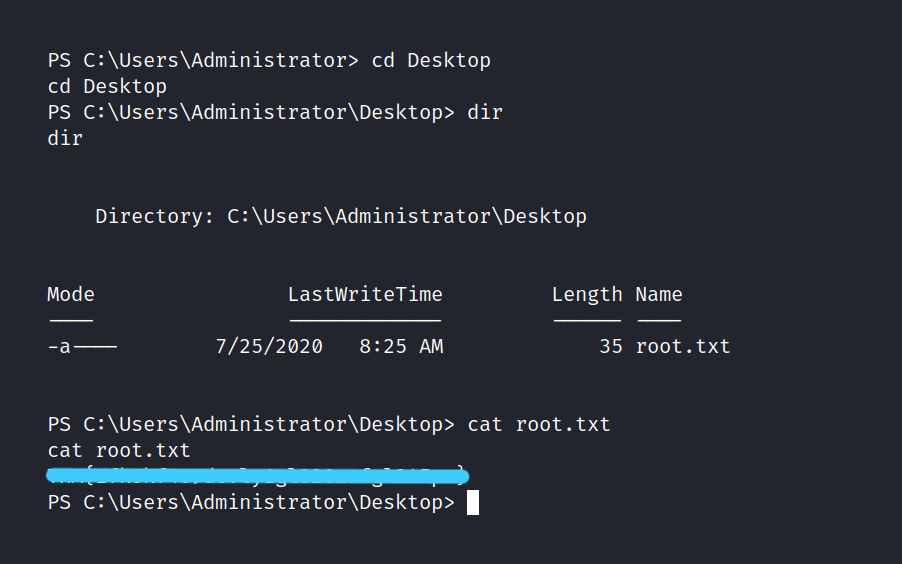 PS C:\Users\Administrator> cd Desktop
cd Desktop
PS C:\Users\Administrator\Desktop> dir
dir
Directory: C:\Users\Administrator\Desktop
Mode LastWriteTime Length Name
---- ------------- ------ ----
-a---- 7/25/2020 8:25 AM 35 root.txt
PS C:\Users\Administrator\Desktop> cat root.txt
cat root.txt
PS C:\Users\Administrator\Desktop>